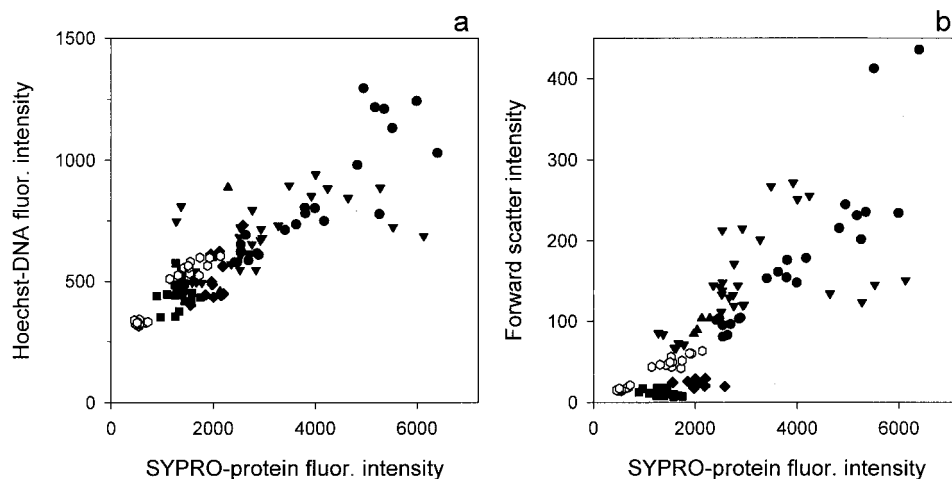 a
Hoechst-DNA fluor. intensity
1500
1000
500
0
0 2000 4000 6000
SYPRO-protein fluor. intensity
b
Forward scatter intensity
400
300
200
100
0
0 2000 4000 6000
SYPRO-protein fluor. intensity